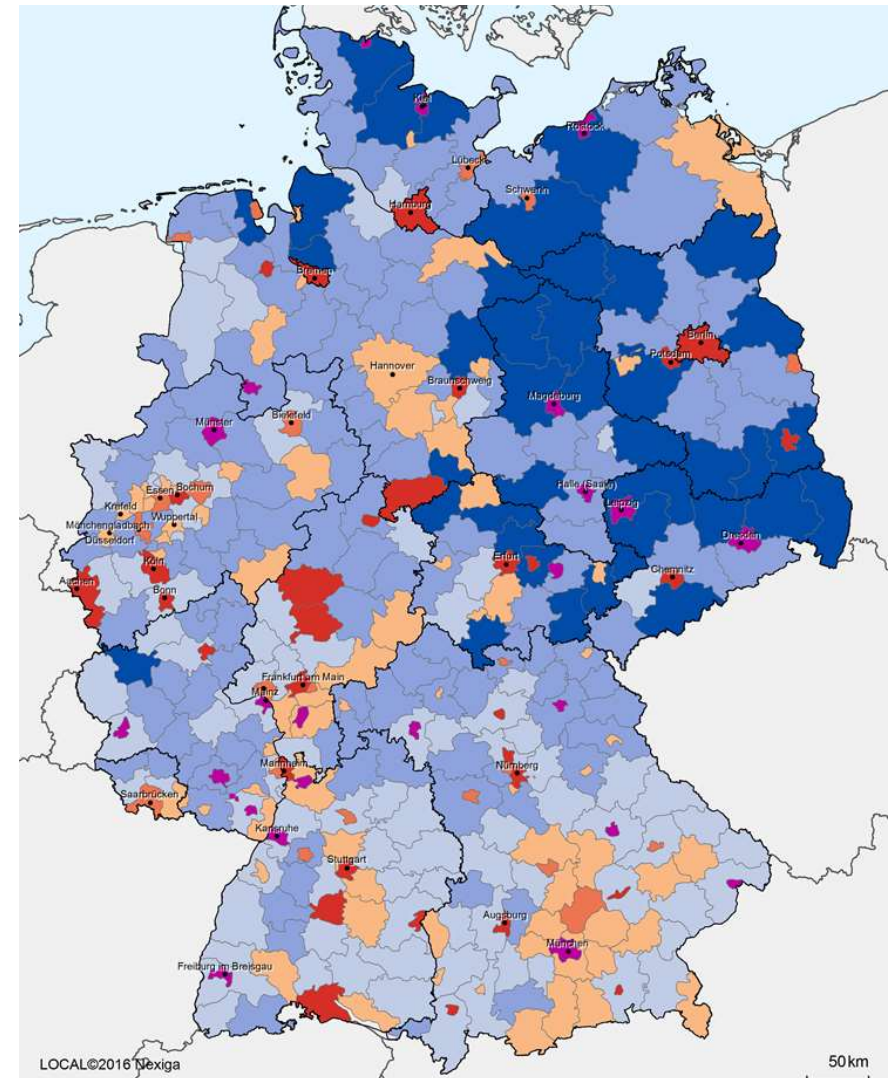 Kiel
Rostock
Lübeck
Schwerin
Hamburg
Bremen
Berlin
Potsdam
Hannover
Braunschweig
Magdeburg
Münster
Bielefeld
Essen
Bochum
Krefeld
Wuppertal
Mönchengladbach
Düsseldorf
Halle (Saale)
Leipzig
Dresden
Köln
Erfurt
Chemnitz
Aachen
Bonn
Frankfurt am Main
Mainz
Mannheim
Nürnberg
Saarbrücken
Karlsruhe
Stuttgart
Augsburg
München
Freiburg im Breisgau
LOCAL©2016 Nexiga
50 km